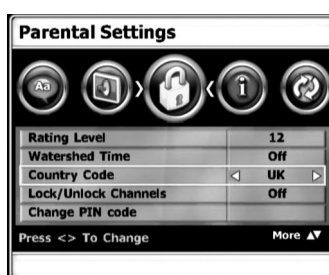 Parental Settings
Aa
i
Rating Level 12
Watershed Time Off
Country Code UK
Lock/Unlock Channels Off
Change PIN code
Press <> To Change More